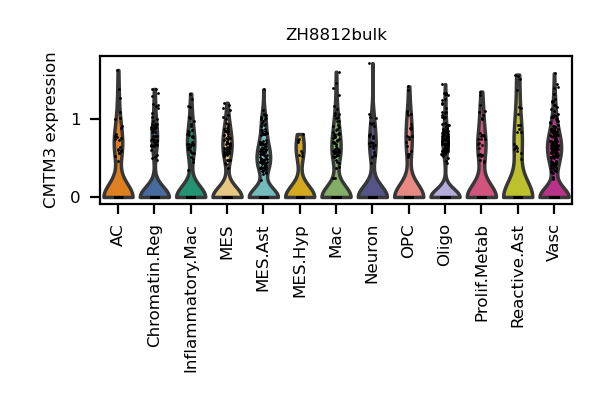 ZH8812bulk
CMTM3 expression
1
0
AC
Chromatin.Reg
Inflammatory.Mac
MES
MES.Ast
MES.Hyp
Mac
Neuron
OPC
Oligo
Prolif.Metab
Reactive.Ast
Vasc